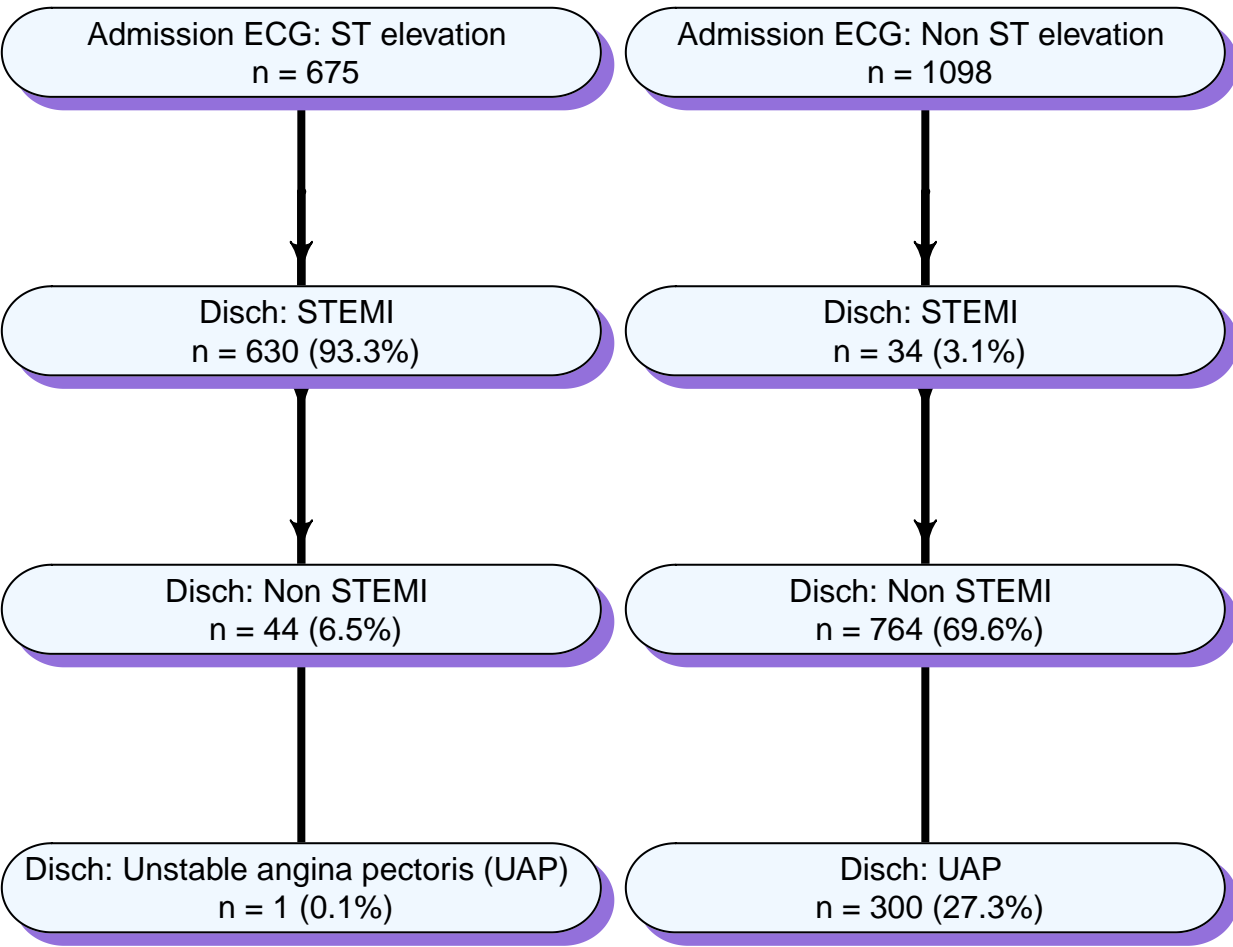 Admission ECG: ST elevation
n = 675
Admission ECG: Non ST elevation
n = 1098
Disch: STEMI
n = 630 (93.3%)
Disch: STEMI
n = 34 (3.1%)
Disch: Non STEMI
n = 44 (6.5%)
Disch: Non STEMI
n = 764 (69.6%)
Disch: Unstable angina pectoris (UAP)
n = 1 (0.1%)
Disch: UAP
n = 300 (27.3%)